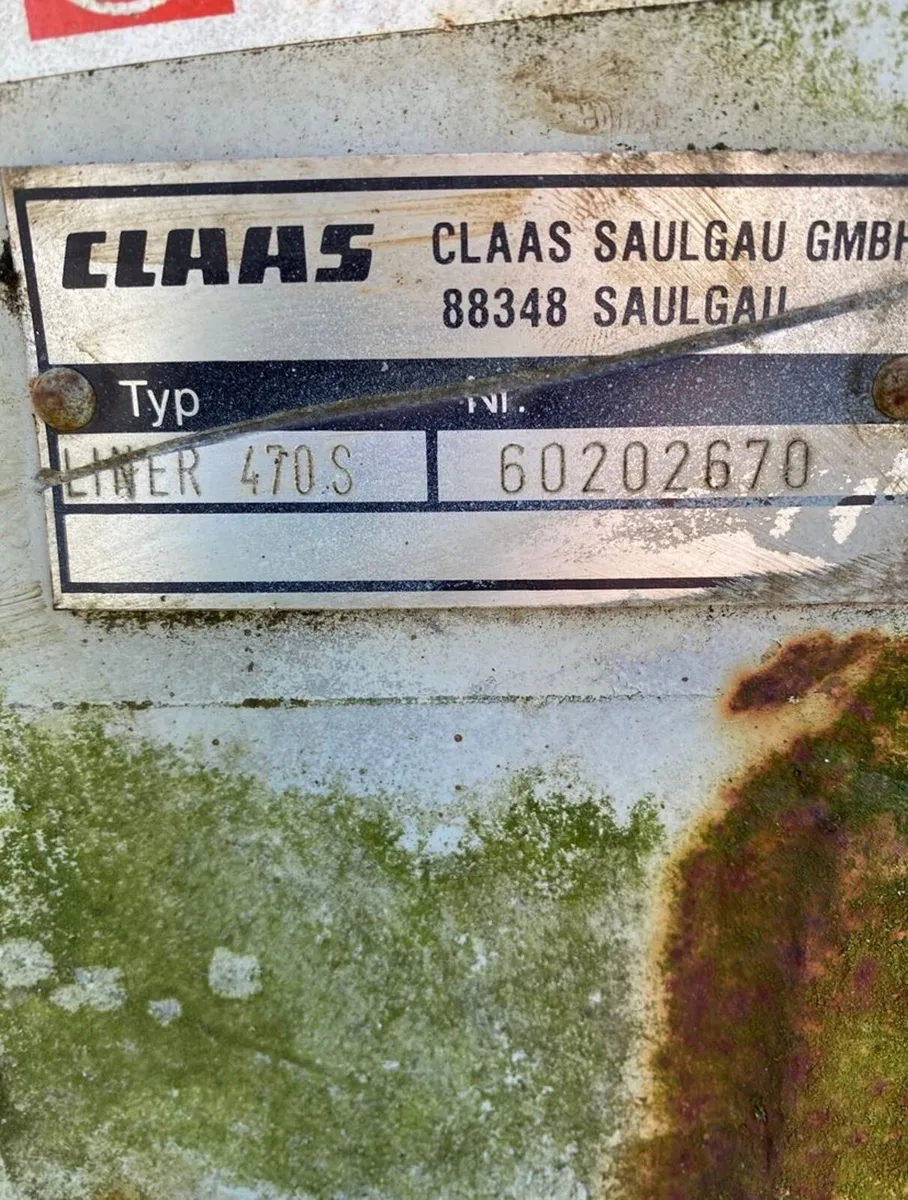 CLAAS CLAAS SAULGAU GMBH
88348 SAULGAU
Typ Nr.
LINER 470 S 60202670